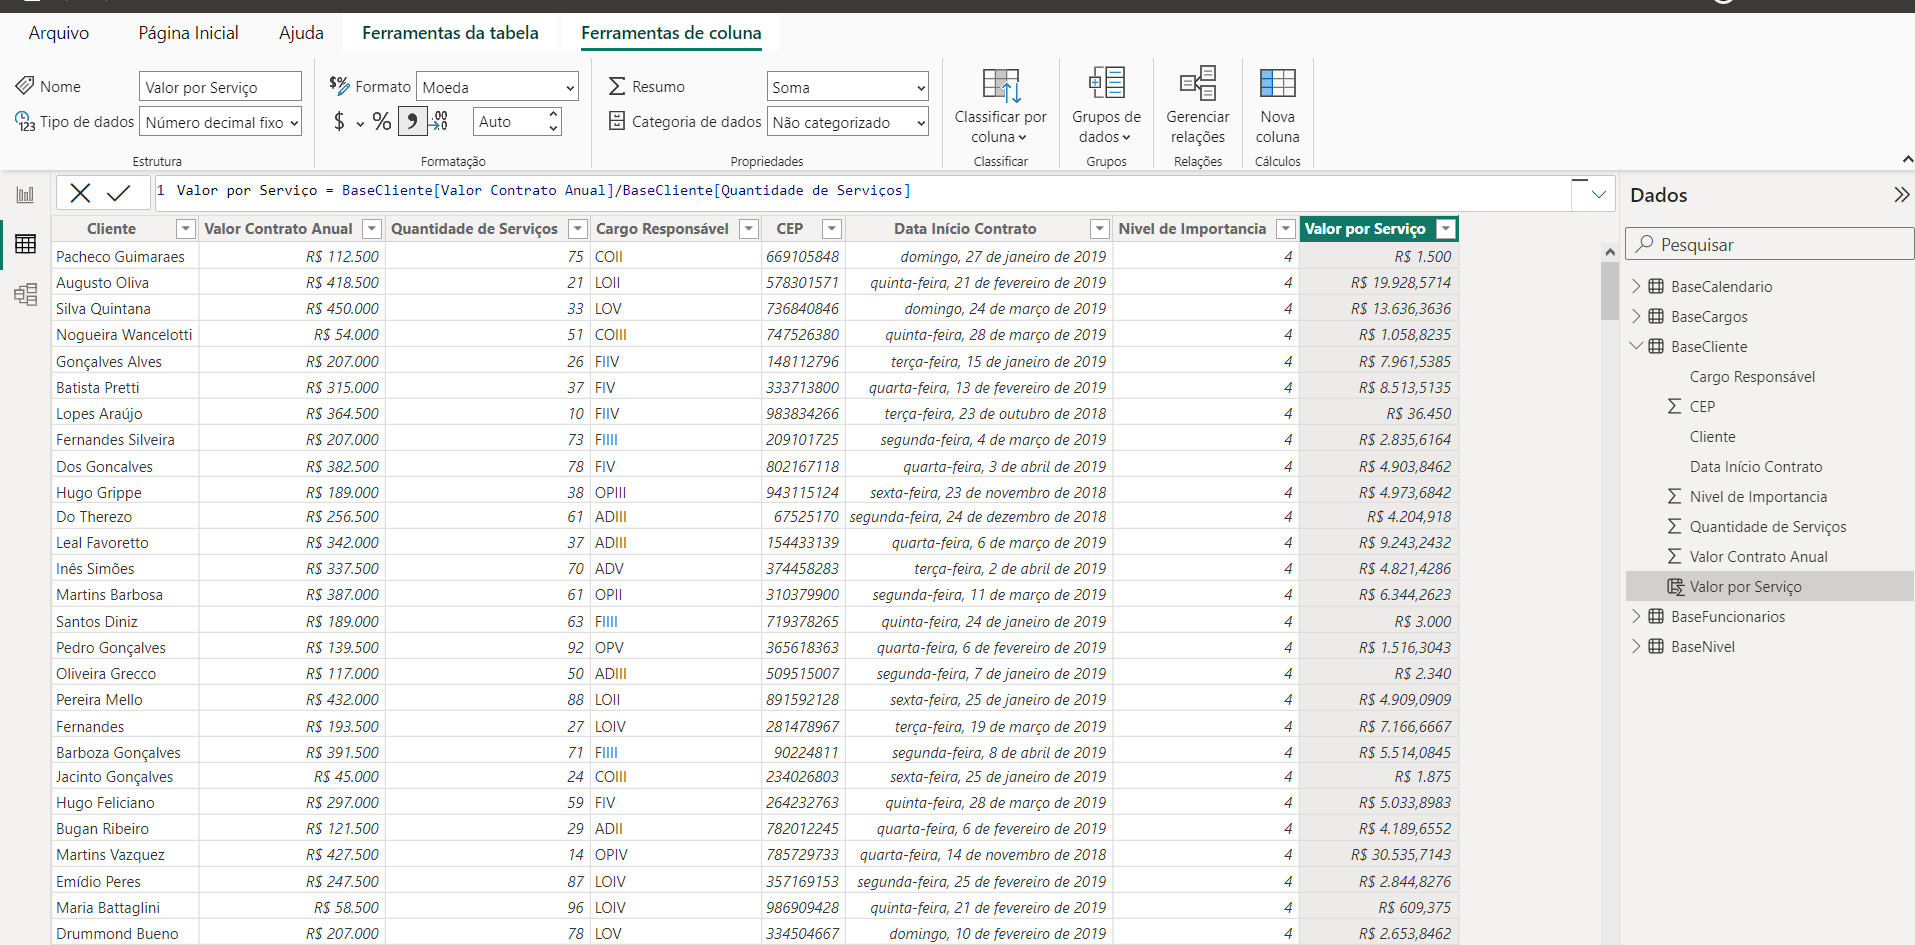 Arquivo Página Inicial Ajuda Ferramentas da tabela Ferramentas de coluna
Nome Valor por Serviço
Tipo de dados Número decimal fixo
Estrutura
$% Formato Moeda
$ % , .00 Auto
Formatação
Resumo Soma
Categoria de dados Não categorizado
Propriedades
Classificar por
coluna
Classificar
Grupos de
dados
Grupos
Gerenciar
relações
Relações
Nova
coluna
Cálculos
1 Valor por Serviço = BaseCliente[Valor Contrato Anual]/BaseCliente[Quantidade de Serviços]
Cliente Valor Contrato Anual Quantidade de Serviços Cargo Responsável CEP Data Início Contrato Nivel de Importancia Valor por Serviço
Pacheco Guimaraes R$ 112.500 75 COII 669105848 domingo, 27 de janeiro de 2019 4 R$ 1.500
Augusto Oliva R$ 418.500 21 LOII 578301571 quinta-feira, 21 de fevereiro de 2019 4 R$ 19.928,5714
Silva Quintana R$ 450.000 33 LOV 736840846 domingo, 24 de março de 2019 4 R$ 13.636,3636
Nogueira Wancelotti R$ 54.000 51 COIII 747526380 quinta-feira, 28 de março de 2019 4 R$ 1.058,8235
Gonçalves Alves R$ 207.000 26 FIIV 148112796 terça-feira, 15 de janeiro de 2019 4 R$ 7.961,5385
Batista Pretti R$ 315.000 37 FIV 333713800 quarta-feira, 13 de fevereiro de 2019 4 R$ 8.513,5135
Lopes Araújo R$ 364.500 10 FIIV 983834266 terça-feira, 23 de outubro de 2018 4 R$ 36.450
Fernandes Silveira R$ 207.000 73 FIIII 209101725 segunda-feira, 4 de março de 2019 4 R$ 2.835,6164
Dos Goncalves R$ 382.500 78 FIV 802167118 quarta-feira, 3 de abril de 2019 4 R$ 4.903,8462
Hugo Grippe R$ 189.000 38 OPIII 943115124 sexta-feira, 23 de novembro de 2018 4 R$ 4.973,6842
Do Therezo R$ 256.500 61 ADIII 67525170 segunda-feira, 24 de dezembro de 2018 4 R$ 4.204,918
Leal Favoretto R$ 342.000 37 ADIII 154433139 quarta-feira, 6 de março de 2019 4 R$ 9.243,2432
Inês Simões R$ 337.500 70 ADV 374458283 terça-feira, 2 de abril de 2019 4 R$ 4.821,4286
Martins Barbosa R$ 387.000 61 OPII 310379900 segunda-feira, 11 de março de 2019 4 R$ 6.344,2623
Santos Diniz R$ 189.000 63 FIIII 719378265 quinta-feira, 24 de janeiro de 2019 4 R$ 3.000
Pedro Gonçalves R$ 139.500 92 OPV 365618363 quarta-feira, 6 de fevereiro de 2019 4 R$ 1.516,3043
Oliveira Grecco R$ 117.000 50 ADIII 509515007 segunda-feira, 7 de janeiro de 2019 4 R$ 2.340
Pereira Mello R$ 432.000 88 LOII 891592128 sexta-feira, 25 de janeiro de 2019 4 R$ 4.909,0909
Fernandes R$ 193.500 27 LOIV 281478967 terça-feira, 19 de março de 2019 4 R$ 7.166,6667
Barboza Gonçalves R$ 391.500 71 FIIII 90224811 segunda-feira, 8 de abril de 2019 4 R$ 5.514,0845
Jacinto Gonçalves R$ 45.000 24 COIII 234026803 sexta-feira, 25 de janeiro de 2019 4 R$ 1.875
Hugo Feliciano R$ 297.000 59 FIV 264232763 quinta-feira, 28 de março de 2019 4 R$ 5.033,8983
Bugan Ribeiro R$ 121.500 29 ADII 782012245 quarta-feira, 6 de fevereiro de 2019 4 R$ 4.189,6552
Martins Vazquez R$ 427.500 14 OPIV 785729733 quarta-feira, 14 de novembro de 2018 4 R$ 30.535,7143
Emídio Peres R$ 247.500 87 LOIV 357169153 segunda-feira, 25 de fevereiro de 2019 4 R$ 2.844,8276
Maria Battaglini R$ 58.500 96 LOIV 986909428 quinta-feira, 21 de fevereiro de 2019 4 R$ 609,375
Drummond Bueno R$ 207.000 78 LOV 334504667 domingo, 10 de fevereiro de 2019 4 R$ 2.653,8462
Dados
Pesquisar
BaseCalendario
BaseCargos
BaseCliente
Cargo Responsável
CEP
Cliente
Data Início Contrato
Nivel de Importancia
Quantidade de Serviços
Valor Contrato Anual
Valor por Serviço
BaseFuncionarios
BaseNivel